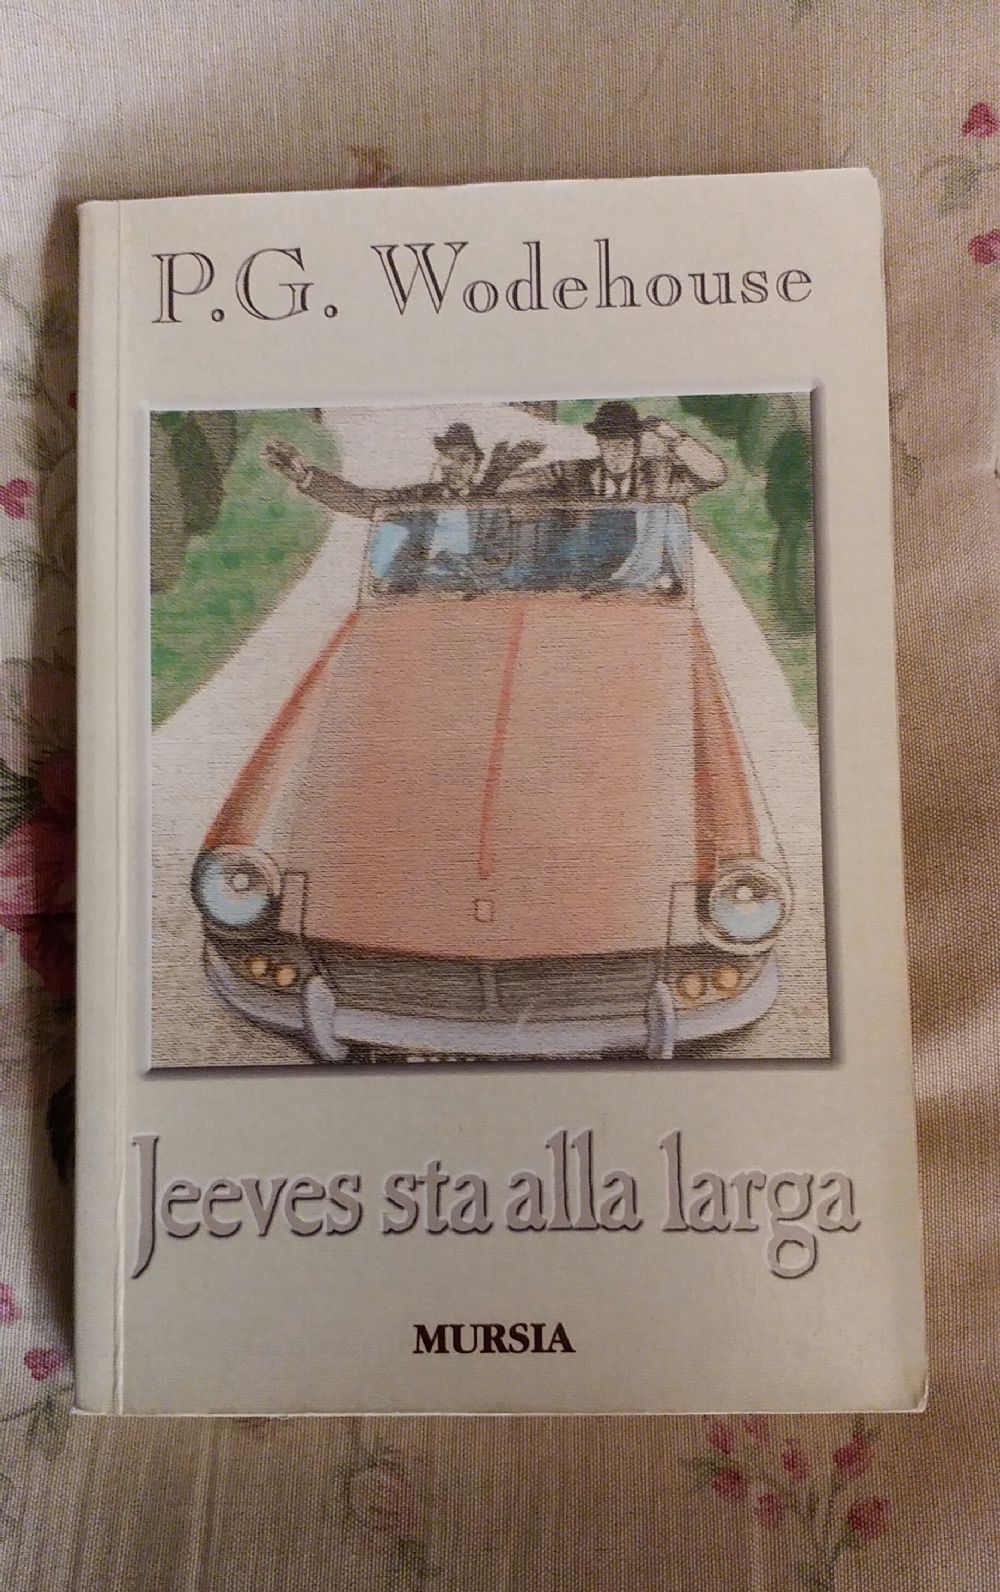 P.G. Wodehouse
Jeeves sta alla larga
MURSIA